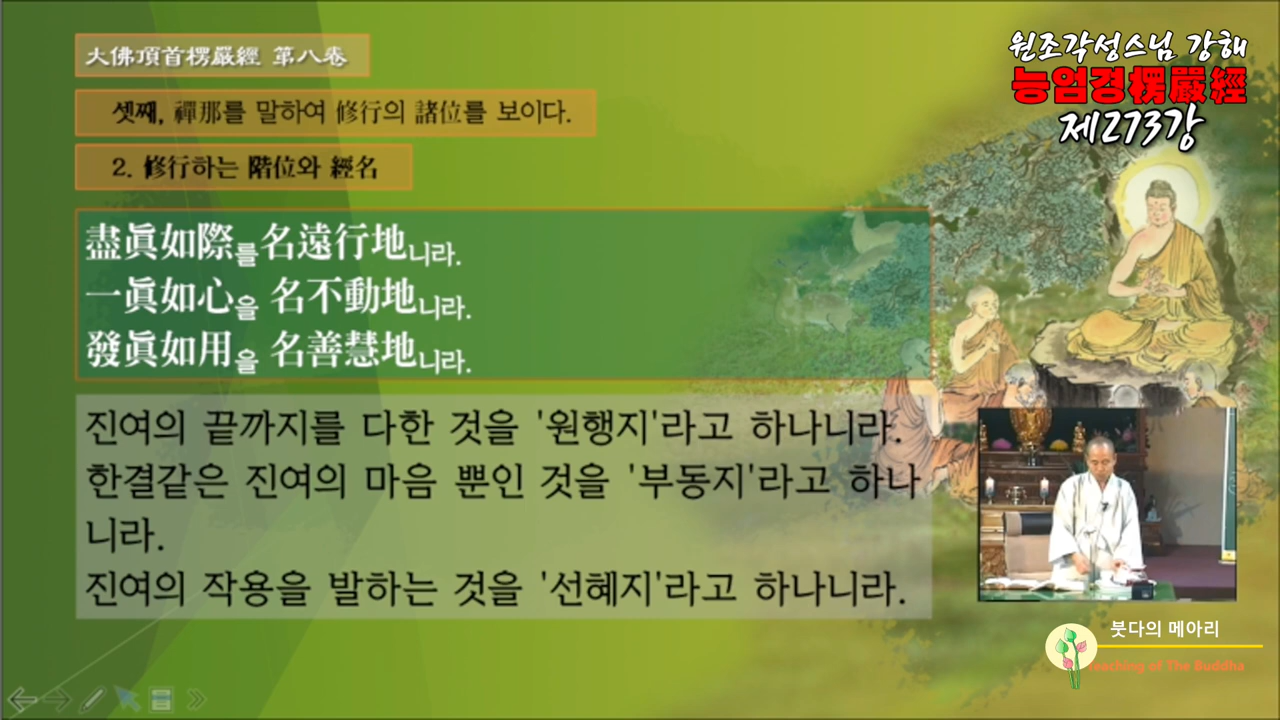 大佛頂首楞嚴經 第八卷
셋째, 禪那를 말하여 修行의 諸位를 보이다.
2. 修行하는 階位와 經名
盡眞如際를 名遠行地니라.
一眞如心을 名不動地니라.
發眞如用을 名善慧地니라.
진여의 끝까지를 다한 것을 '원행지'라고 하나니라.
한결같은 진여의 마음 뿐인 것을 '부동지'라고 하나
니라.
진여의 작용을 발하는 것을 '선혜지'라고 하나니라.
원조각성스님 강해
능엄경楞嚴經
제273강
붓다의 메아리
Teaching of The Buddha